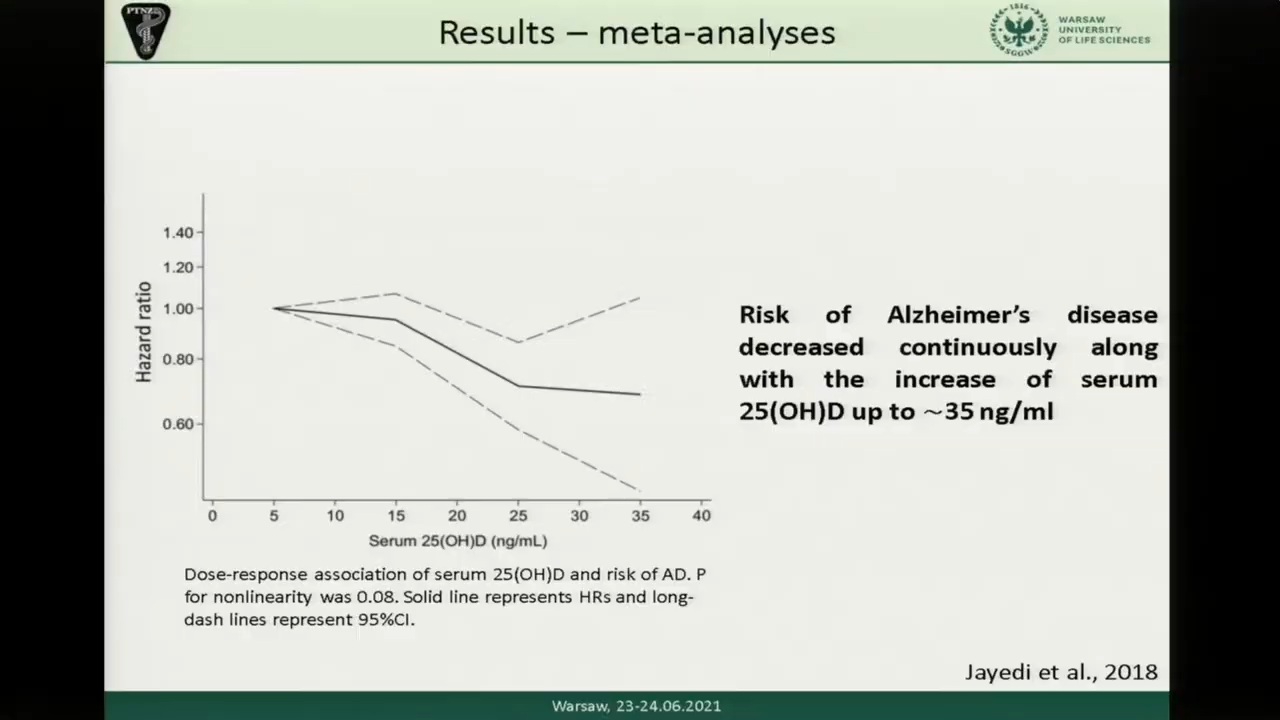 PTNZ
Results – meta-analyses
1816
SGGW
WARSAW
UNIVERSITY
OF LIFE SCIENCES
1.40
1.20
1.00
0.80
0.60
Hazard ratio
0 5 10 15 20 25 30 35 40
Serum 25(OH)D (ng/mL)
Dose-response association of serum 25(OH)D and risk of AD. P
for nonlinearity was 0.08. Solid line represents HRs and long-
dash lines represent 95%CI.
Risk of Alzheimer's disease
decreased continuously along
with the increase of serum
25(OH)D up to ~35 ng/ml
Jayedi et al., 2018
Warsaw, 23-24.06.2021